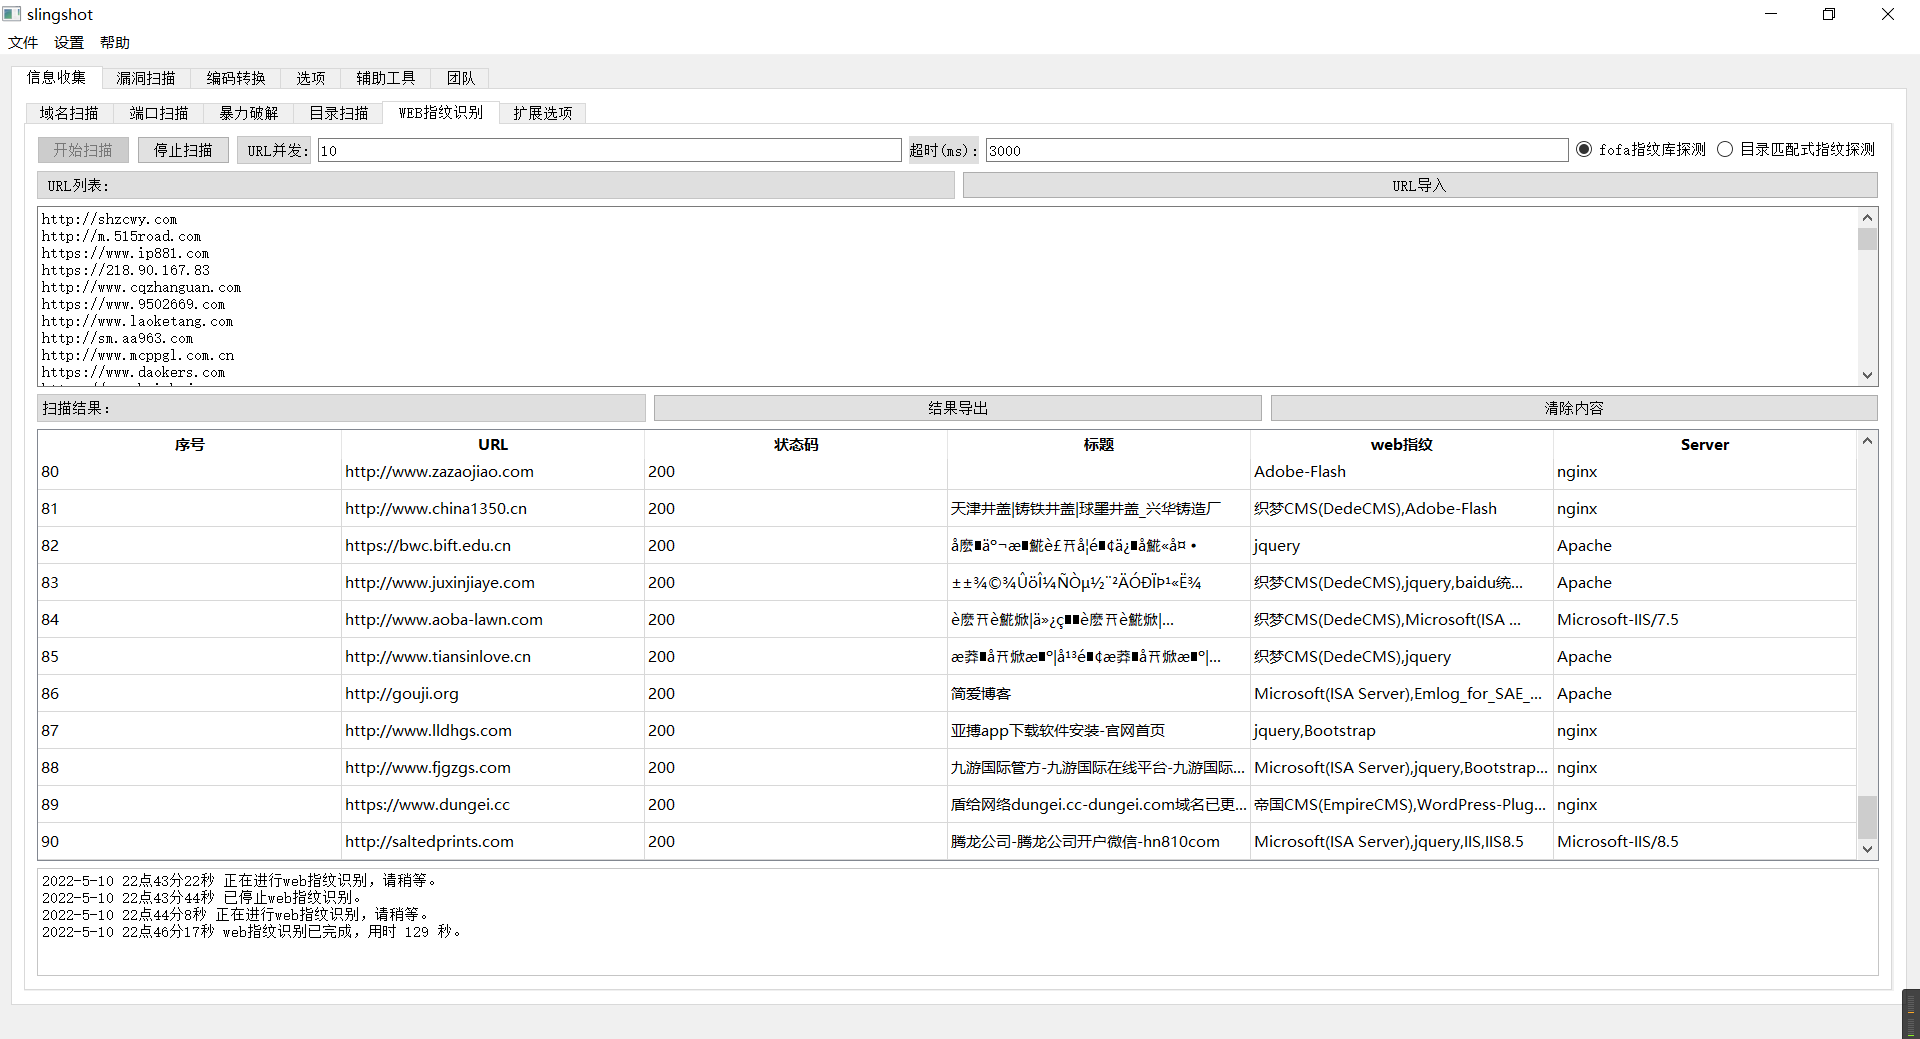 slingshot
文件 设置 帮助
信息收集 漏洞扫描 编码转换 选项 辅助工具 团队
域名扫描 端口扫描 暴力破解 目录扫描 WEB指纹识别 扩展选项
开始扫描 停止扫描 URL并发: 10 超时(ms): 3000 fofa指纹库探测 目录匹配式指纹探测
URL列表: URL导入
http://shzcwy.com
http://m.515road.com
https://www.ip881.com
https://218.90.167.83
http://www.cqzhanguan.com
https://www.9502669.com
http://www.laoketang.com
http://sm.aa963.com
http://www.mcppgl.com.cn
https://www.daokers.com
扫描结果: 结果导出 清除内容
序号 URL 状态码 标题 web指纹 Server
80 http://www.zazaojiao.com 200 Adobe-Flash nginx
81 http://www.china1350.cn 200 天津井盖|铸铁井盖|球墨井盖_兴华铸造厂 织梦CMS(DedeCMS),Adobe-Flash nginx
82 https://bwc.bift.edu.cn 200 jquery Apache
83 http://www.juxinjiaye.com 200 ±±¾©¾ÛöÎ¼ÑÒµ½¨²ÄÓÐÏÞ¹«Ë¾ 织梦CMS(DedeCMS),jquery,baidu统... Apache
84 http://www.aoba-lawn.com 200 织梦CMS(DedeCMS),Microsoft(ISA ... Microsoft-IIS/7.5
85 http://www.tiansinlove.cn 200 织梦CMS(DedeCMS),jquery Apache
86 http://gouji.org 200 简爱博客 Microsoft(ISA Server),Emlog_for_SAE_... Apache
87 http://www.lldhgs.com 200 亚搏app下载软件安装-官网首页 jquery,Bootstrap nginx
88 http://www.fjgzgs.com 200 九游国际管方-九游国际在线平台-九游国际... Microsoft(ISA Server),jquery,Bootstrap... nginx
89 https://www.dungei.cc 200 盾给网络dungei.cc-dungei.com域名已更... 帝国CMS(EmpireCMS),WordPress-Plug... nginx
90 http://saltedprints.com 200 腾龙公司-腾龙公司开户微信-hn810com Microsoft(ISA Server),jquery,IIS,IIS8.5 Microsoft-IIS/8.5
2022-5-10 22点43分22秒 正在进行web指纹识别，请稍等。
2022-5-10 22点43分44秒 已停止web指纹识别。
2022-5-10 22点44分8秒 正在进行web指纹识别，请稍等。
2022-5-10 22点46分17秒 web指纹识别已完成，用时 129 秒。